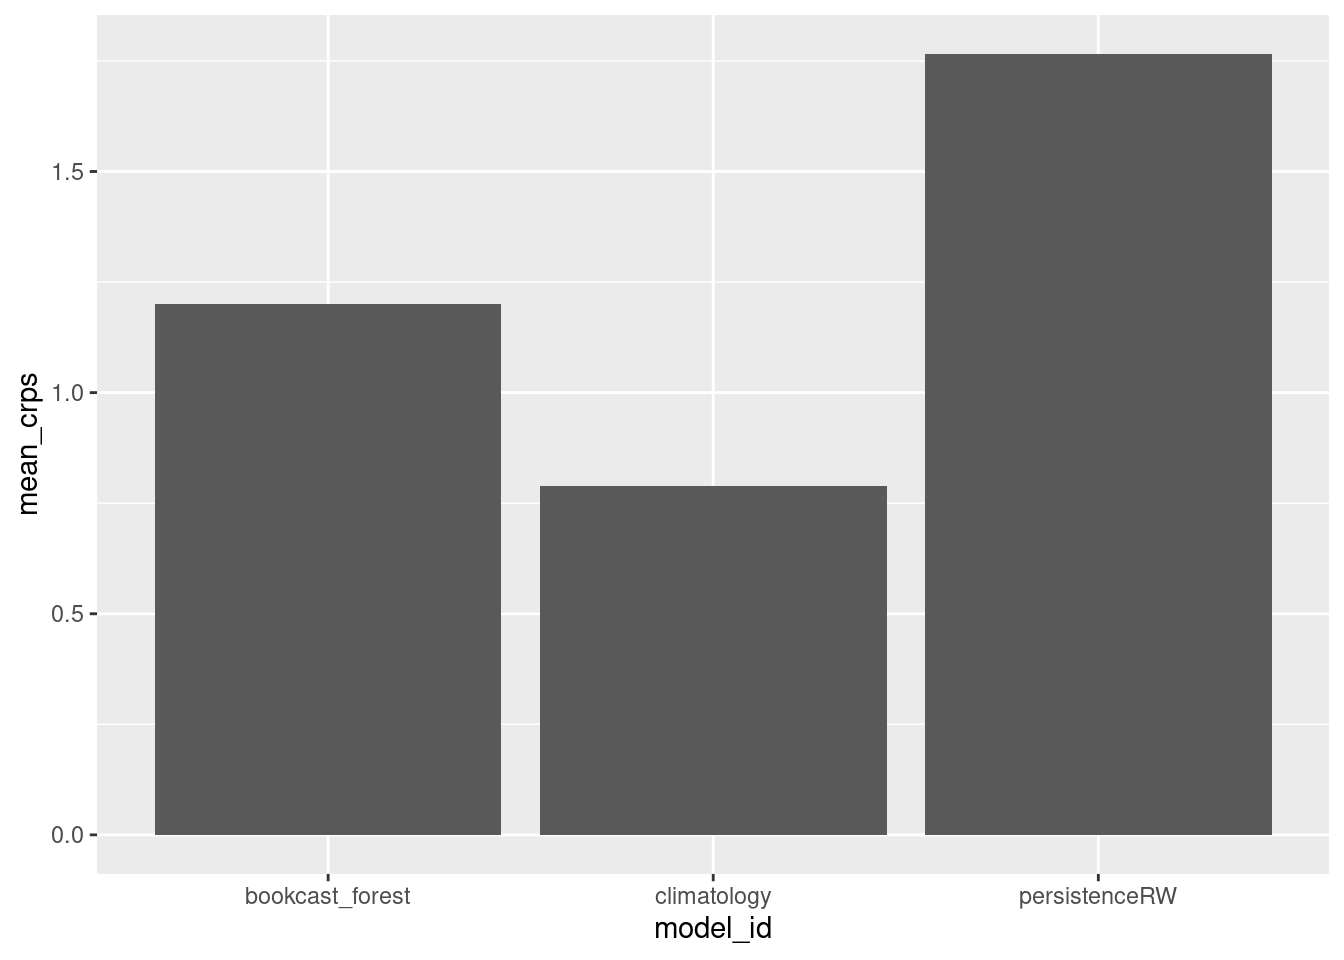 mean_crps
1.5
1.0
0.5
0.0
bookcast_forest
climatology
persistenceRW
model_id